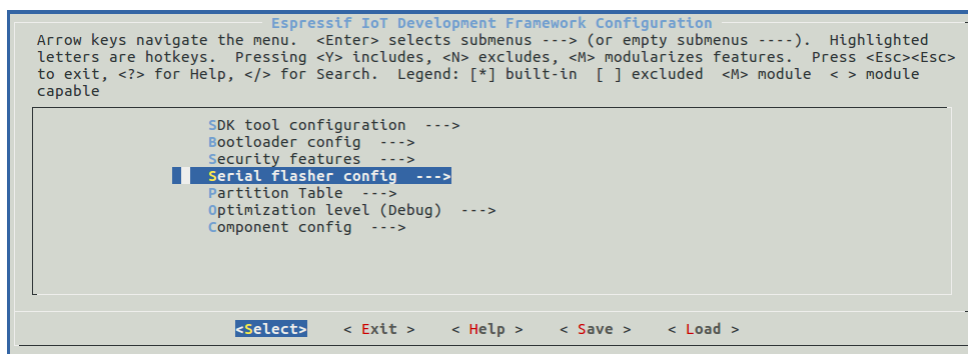 Espressif IoT Development Framework Configuration
Arrow keys navigate the menu.  <Enter> selects submenus ---> (or empty submenus ----).  Highlighted
letters are hotkeys.  Pressing <Y> includes, <N> excludes, <M> modularizes features.  Press <Esc><Esc>
to exit, <?> for Help, </> for Search.  Legend: [*] built-in  [ ] excluded  <M> module  < > module
capable
SDK tool configuration  --->
Bootloader config  --->
Security features  --->
Serial flasher config  --->
Partition Table  --->
Optimization level (Debug)  --->
Component config  --->
<Select>    < Exit >    < Help >    < Save >    < Load >